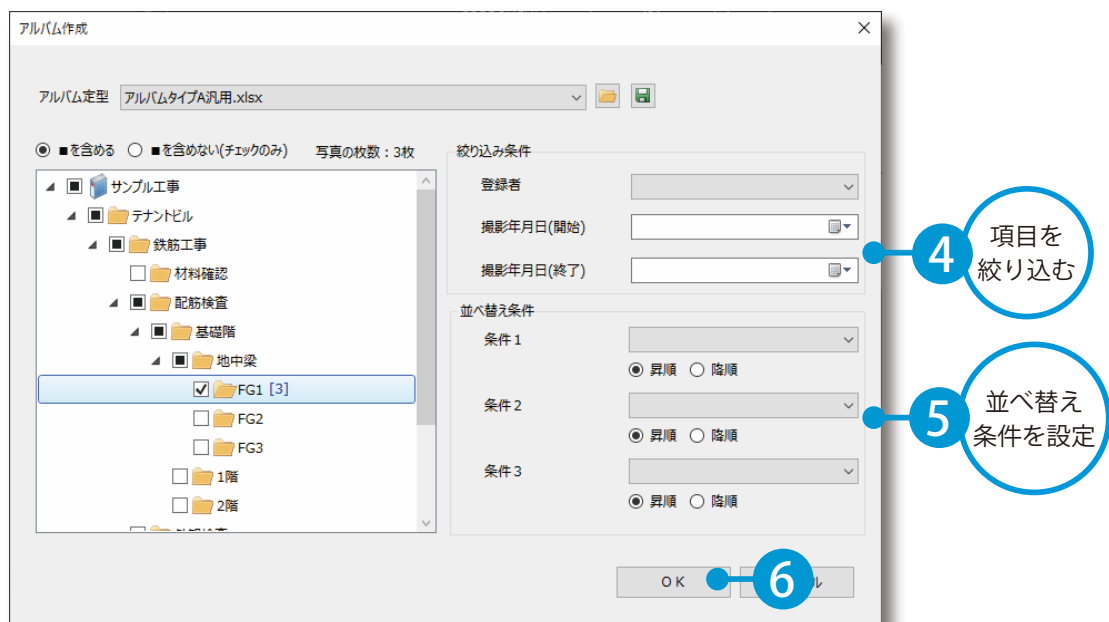 アルバム作成
アルバム定型 アルバムタイプA汎用.xlsx
■を含める ■を含めない(チェックのみ) 写真の枚数：3枚
サンプル工事
テナントビル
鉄筋工事
材料確認
配筋検査
基礎階
地中梁
FG1 [3]
FG2
FG3
1階
2階
絞り込み条件
登録者
撮影年月日(開始)
撮影年月日(終了)
並べ替え条件
条件1
昇順 降順
条件2
昇順 降順
条件3
昇順 降順
OK
ル
4
項目を
絞り込む
5
並べ替え
条件を設定
6